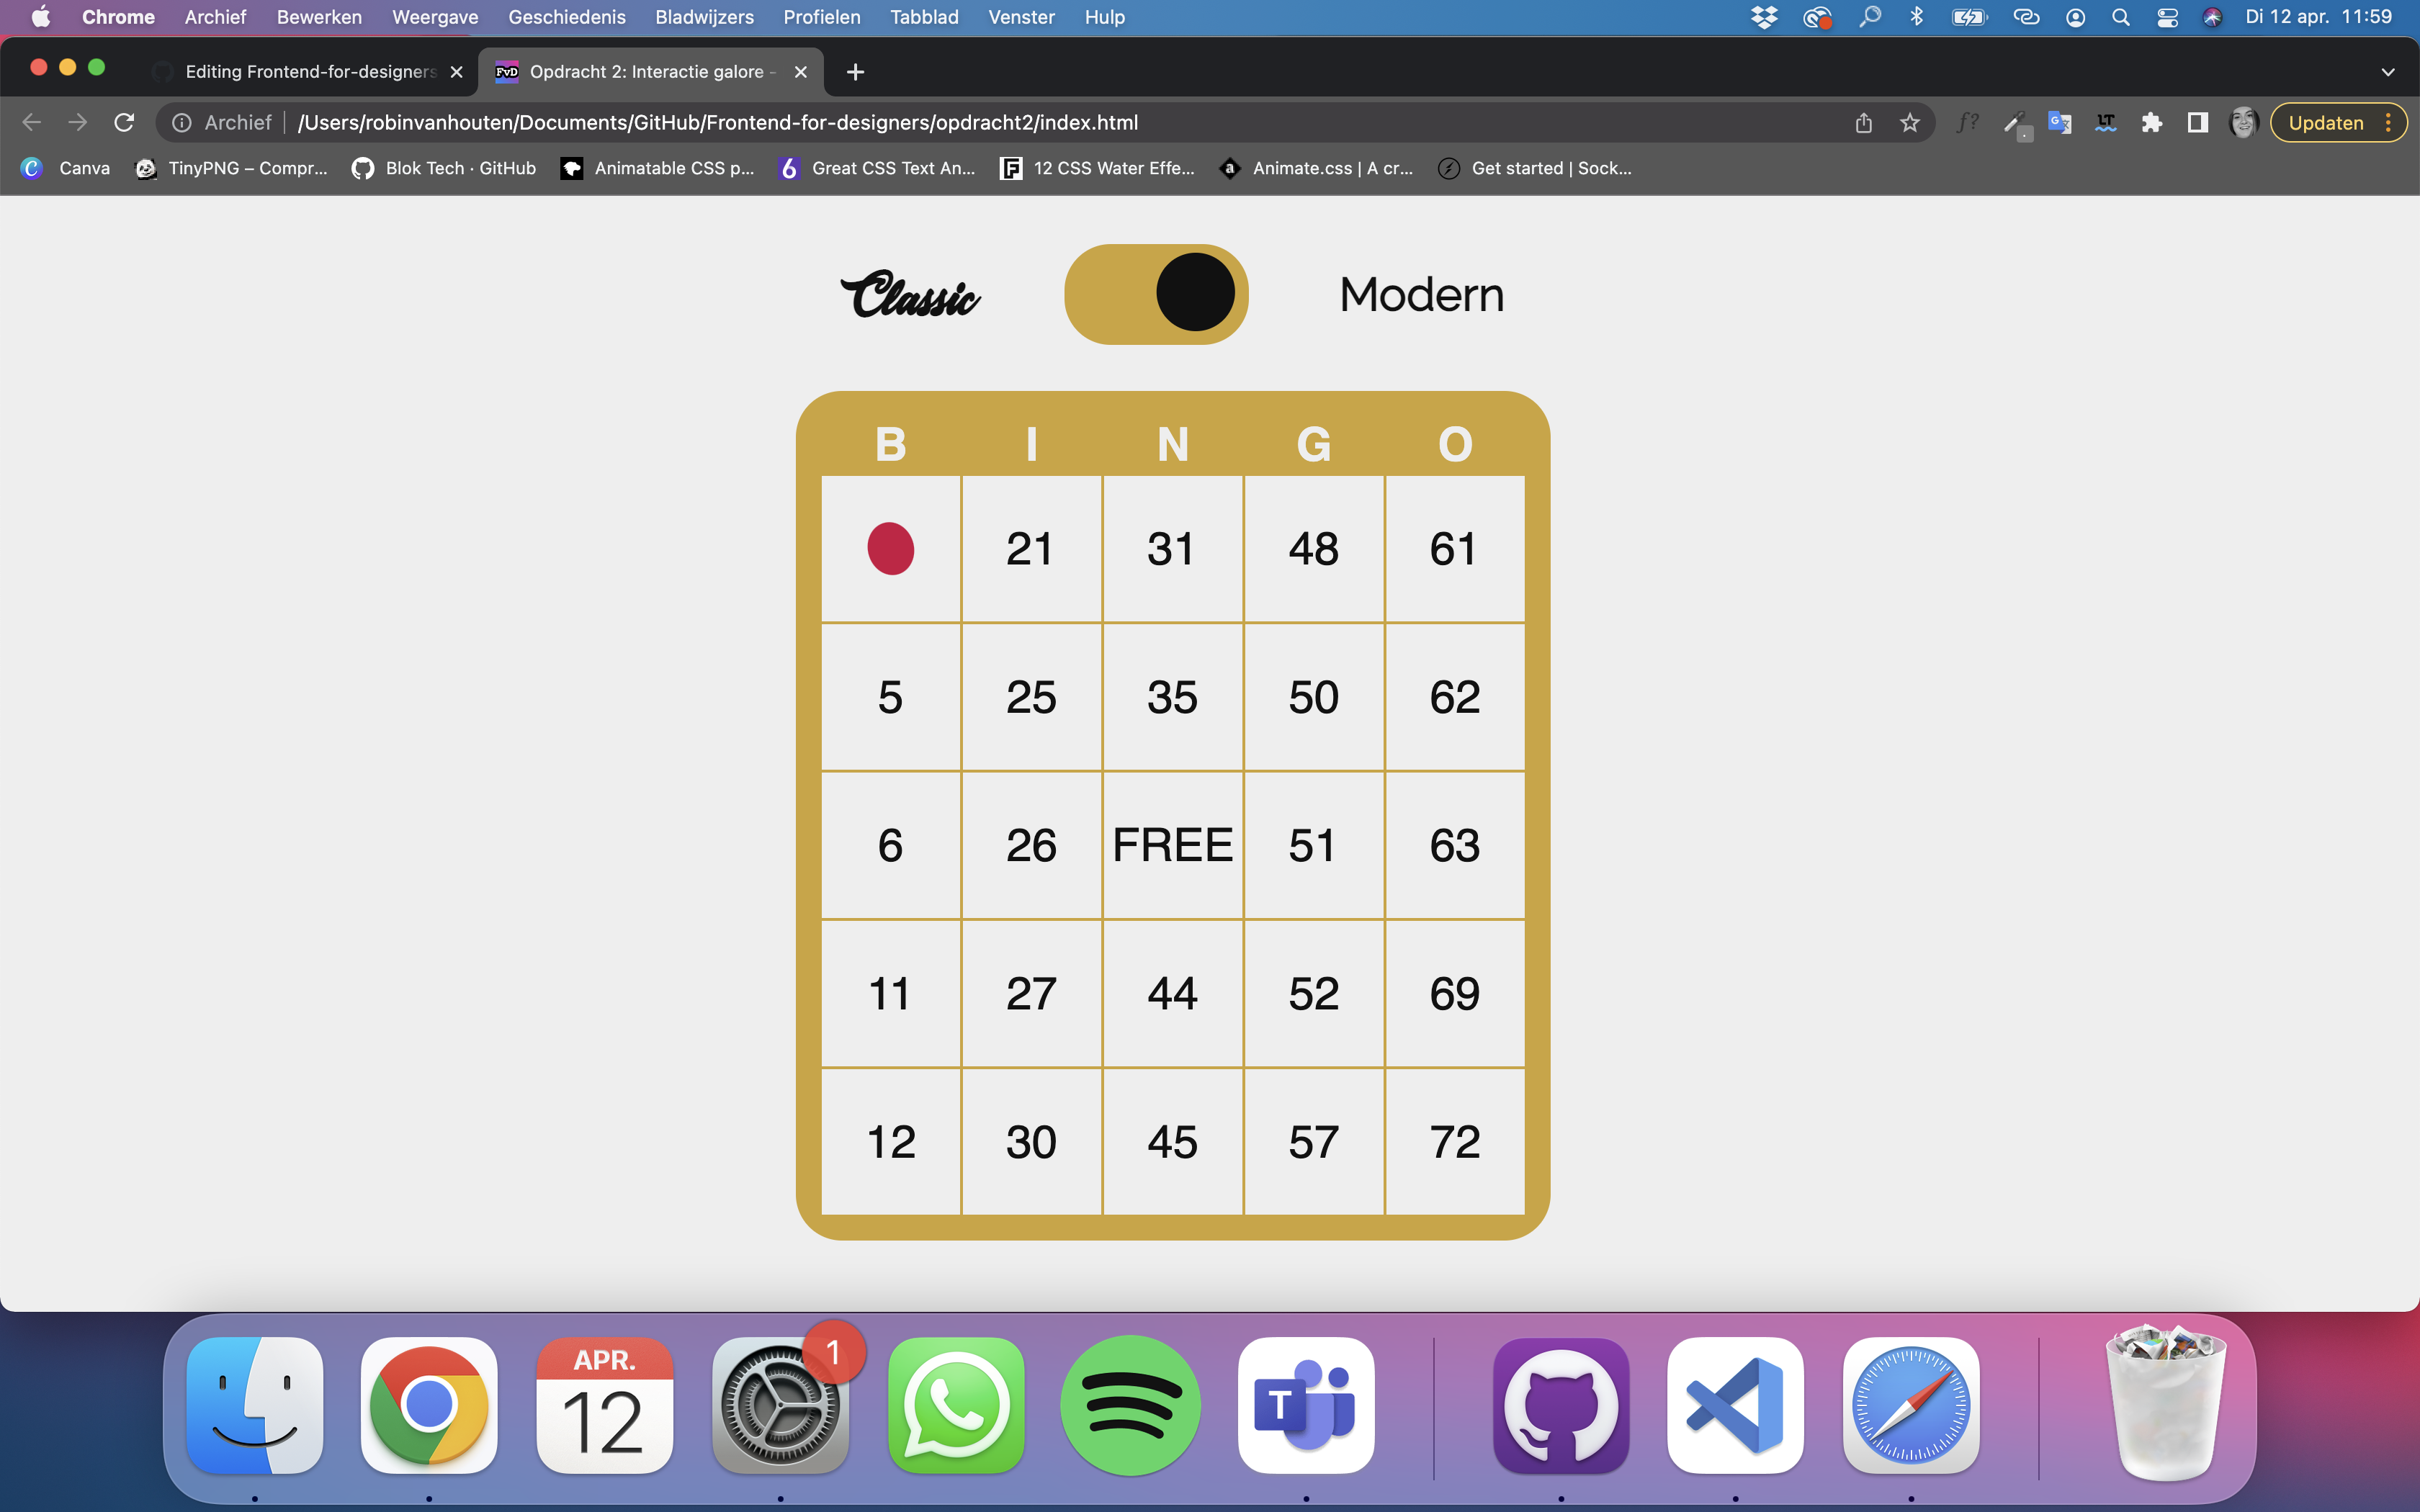 Chrome Archief Bewerken Weergave Geschiedenis Bladwijzers Profielen Tabblad Venster Hulp Di 12 apr. 11:59
Editing Frontend-for-designers FvD Opdracht 2: Interactie galore -
Archief /Users/robinvanhouten/Documents/GitHub/Frontend-for-designers/opdracht2/index.html f? G LT Updaten
Canva TinyPNG – Compr... Blok Tech · GitHub Animatable CSS p... 6 Great CSS Text An... 12 CSS Water Effe... a Animate.css | A cr... Get started | Sock...
Classic Modern
B I N G O
21 31 48 61
5 25 35 50 62
6 26 FREE 51 63
11 27 44 52 69
12 30 45 57 72
APR. 1
12 T